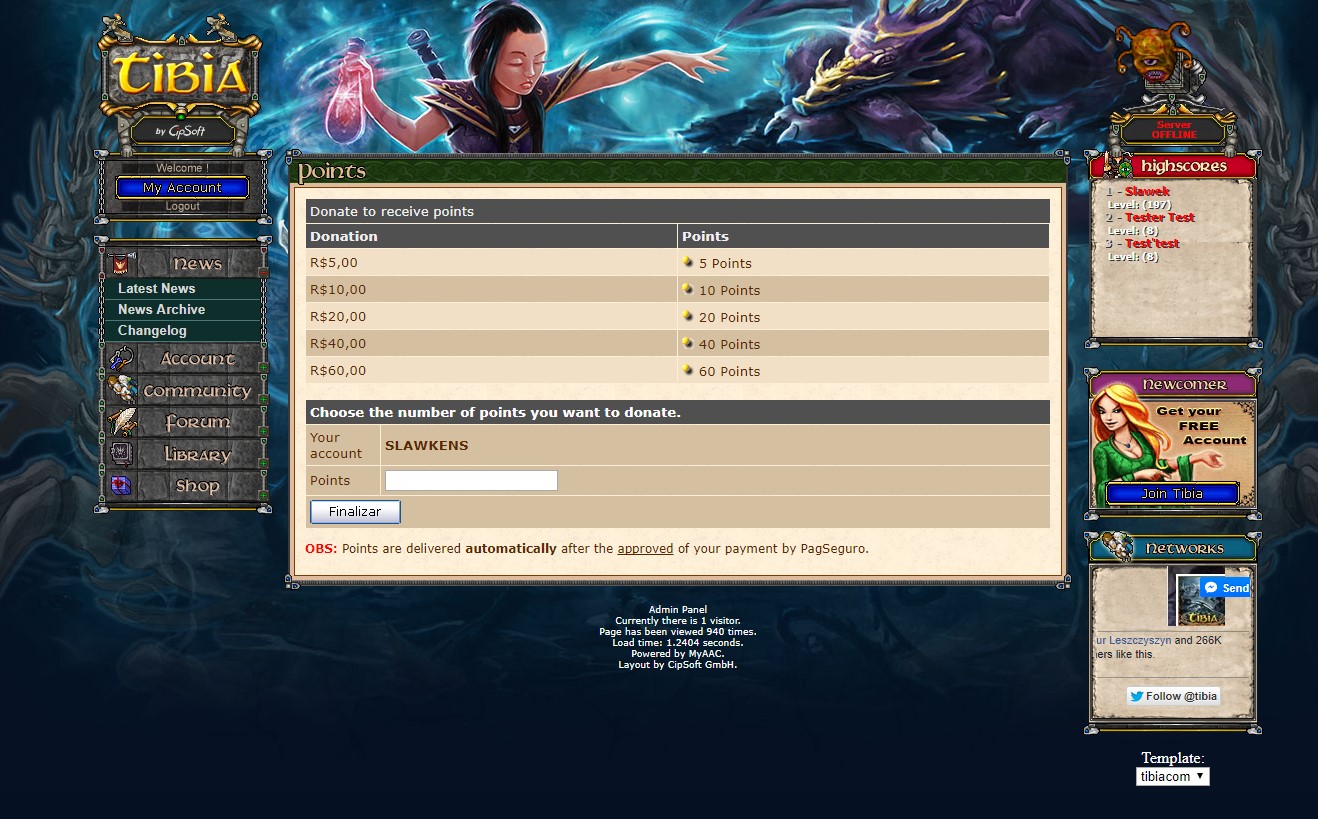 TIBIA
by CipSoft
Welcome !
My Account
Logout
News
Latest News
News Archive
Changelog
Account
Community
Forum
Library
Shop
Points
Donate to receive points
Donation Points
R$5,00 5 Points
R$10,00 10 Points
R$20,00 20 Points
R$40,00 40 Points
R$60,00 60 Points
Choose the number of points you want to donate.
Your
account
SLAWKENS
Points
Finalizar
OBS: Points are delivered automatically after the approved of your payment by PagSeguro.
Admin Panel
Currently there is 1 visitor.
Page has been viewed 940 times.
Load time: 1.2404 seconds.
Powered by MyAAC.
Layout by CipSoft GmbH.
Server
OFFLINE
Highscores
1 - Slawek
Level: (197)
2 - Tester Test
Level: (8)
3 - Test'test
Level: (8)
Newcomer
Get your
FREE
Account
Join Tibia
Networks
Send
TIBIA
ur Leszczyszyn and 266K
ers like this.
Follow @tibia
Template:
tibiacom